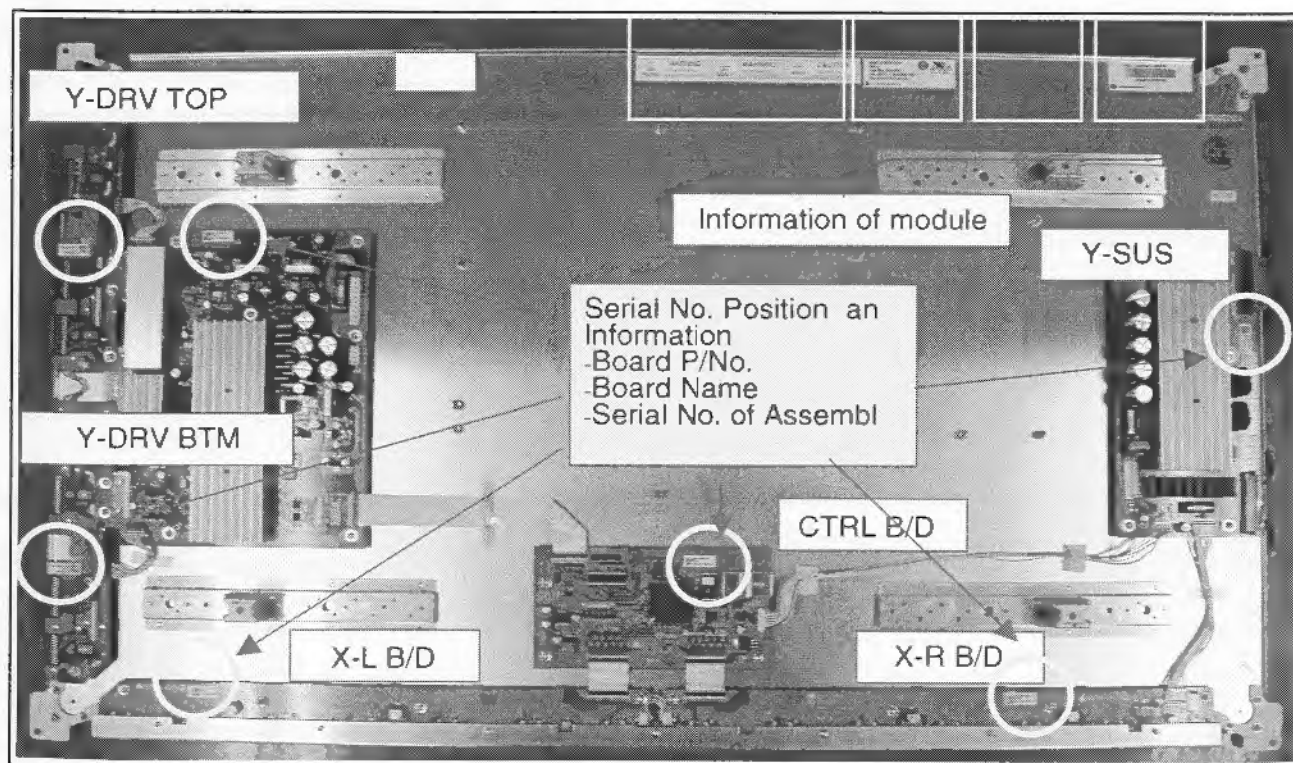 Y-DRV TOP
Information of module
Y-SUS
Serial No. Position an
Information
-Board P/No.
-Board Name
-Serial No. of Assembl
Y-DRV BTM
CTRL B/D
X-L B/D
X-R B/D